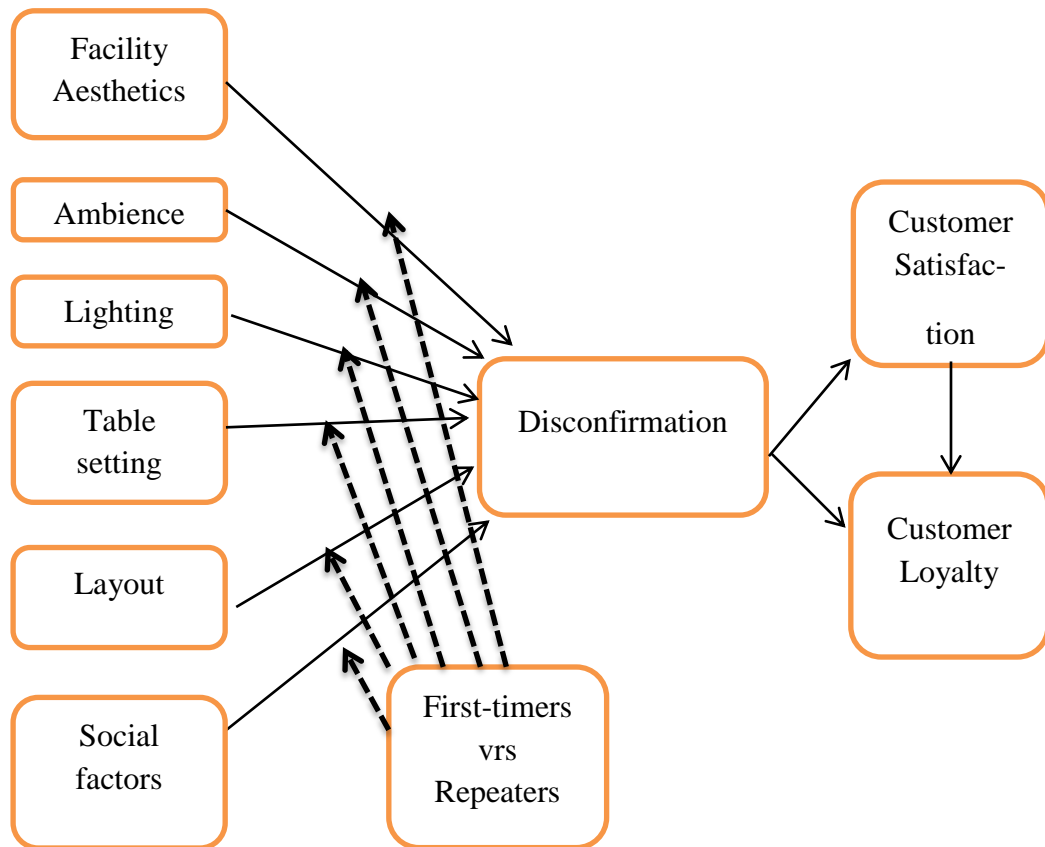 Facility
Aesthetics
Ambience
Lighting
Table
setting
Layout
Social
factors
First-timers
vrs
Repeaters
Disconfirmation
Customer
Satisfac-
tion
Customer
Loyalty